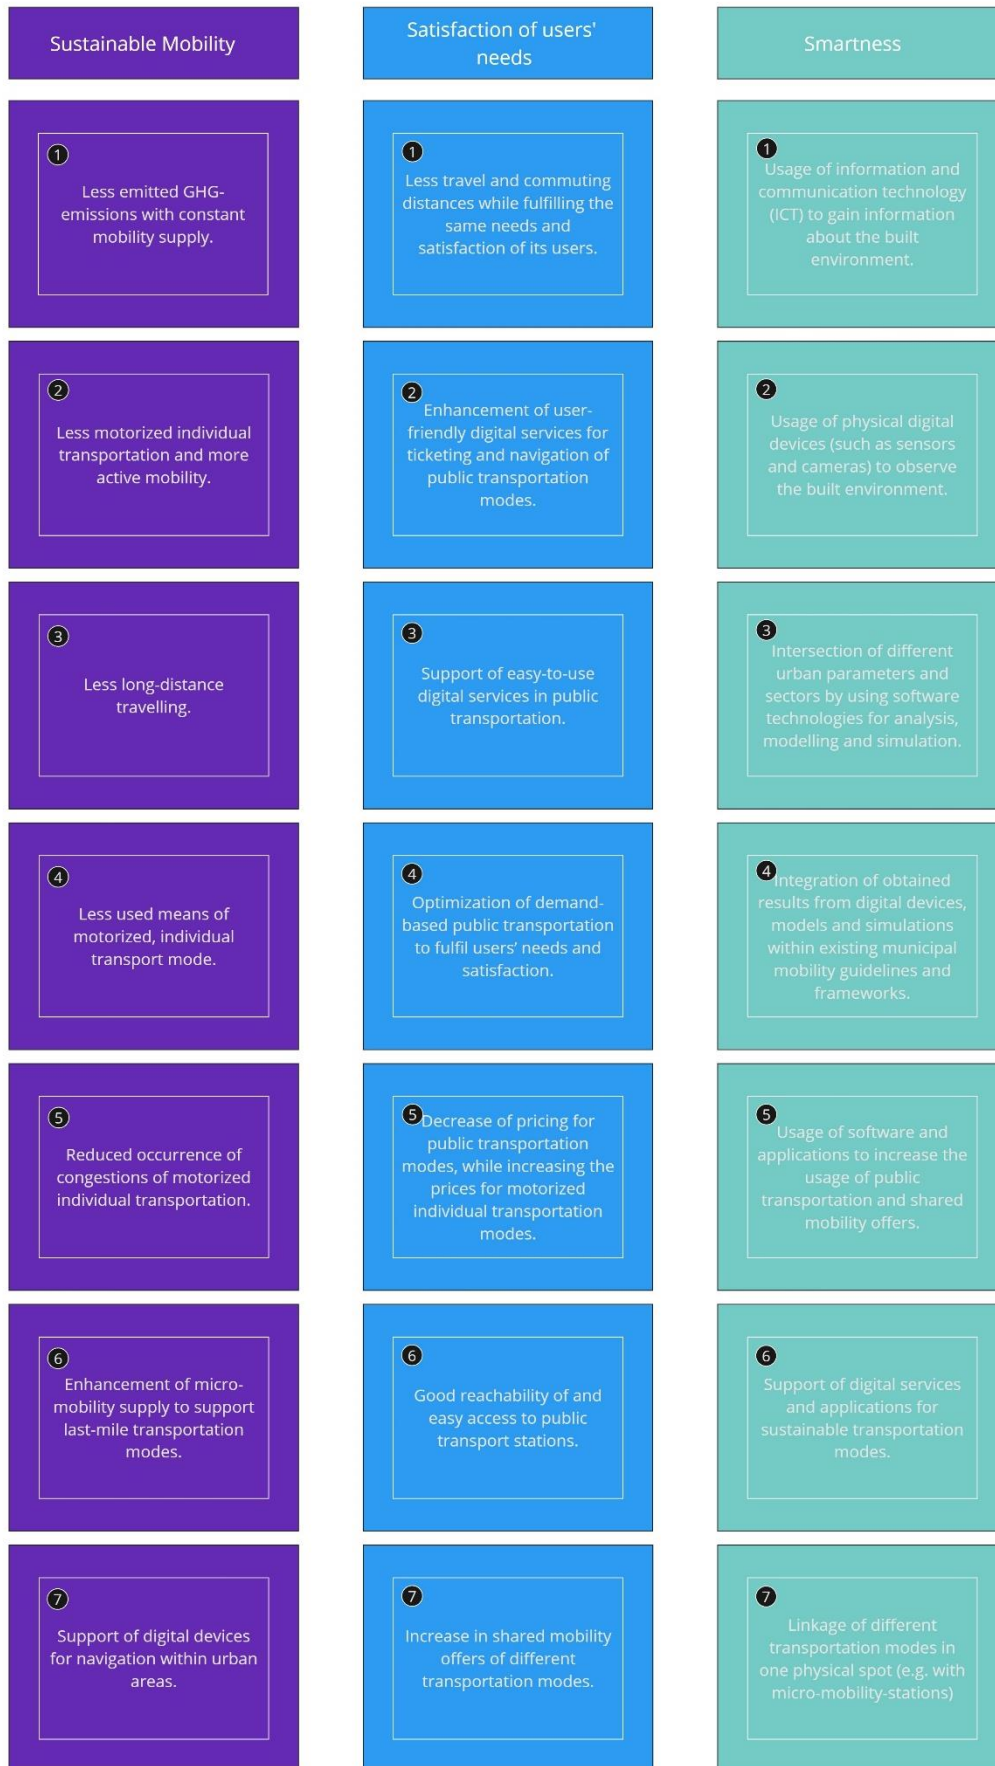 Sustainable Mobility
1
Less emitted GHG-
emissions with constant
mobility supply.
2
Less motorized individual
transportation and more
active mobility.
3
Less long-distance
travelling.
4
Less used means of
motorized, individual
transport mode.
5
Reduced occurrence of
congestions of motorized
individual transportation.
6
Enhancement of micro-
mobility supply to support
last-mile transportation
modes.
7
Support of digital devices
for navigation within urban
areas.
Satisfaction of users'
needs
1
Less travel and commuting
distances while fulfilling the
same needs and
satisfaction of its users.
2
Enhancement of user-
friendly digital services for
ticketing and navigation of
public transportation
modes.
3
Support of easy-to-use
digital services in public
transportation.
4
Optimization of demand-
based public transportation
to fulfil users’ needs and
satisfaction.
5
Decrease of pricing for
public transportation
modes, while increasing the
prices for motorized
individual transportation
modes.
6
Good reachability of and
easy access to public
transport stations.
7
Increase in shared mobility
offers of different
transportation modes.
Smartness
1
Usage of information and
communication technology
(ICT) to gain information
about the built
environment.
2
Usage of physical digital
devices (such as sensors
and cameras) to observe
the built environment.
3
Intersection of different
urban parameters and
sectors by using software
technologies for analysis,
modelling and simulation.
4
Integration of obtained
results from digital devices,
models and simulations
within existing municipal
mobility guidelines and
frameworks.
5
Usage of software and
applications to increase the
usage of public
transportation and shared
mobility offers.
6
Support of digital services
and applications for
sustainable transportation
modes.
7
Linkage of different
transportation modes in
one physical spot (e.g. with
micro-mobility-stations)